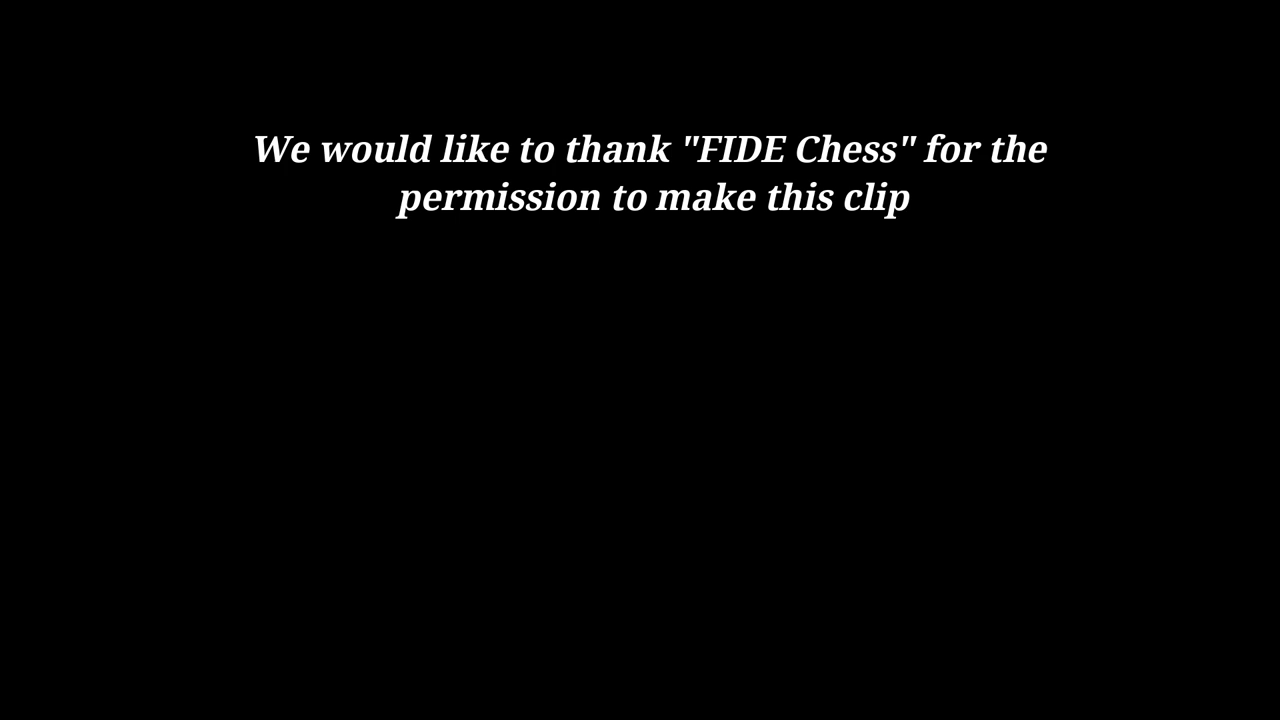 We would like to thank "FIDE Chess" for the
permission to make this clip